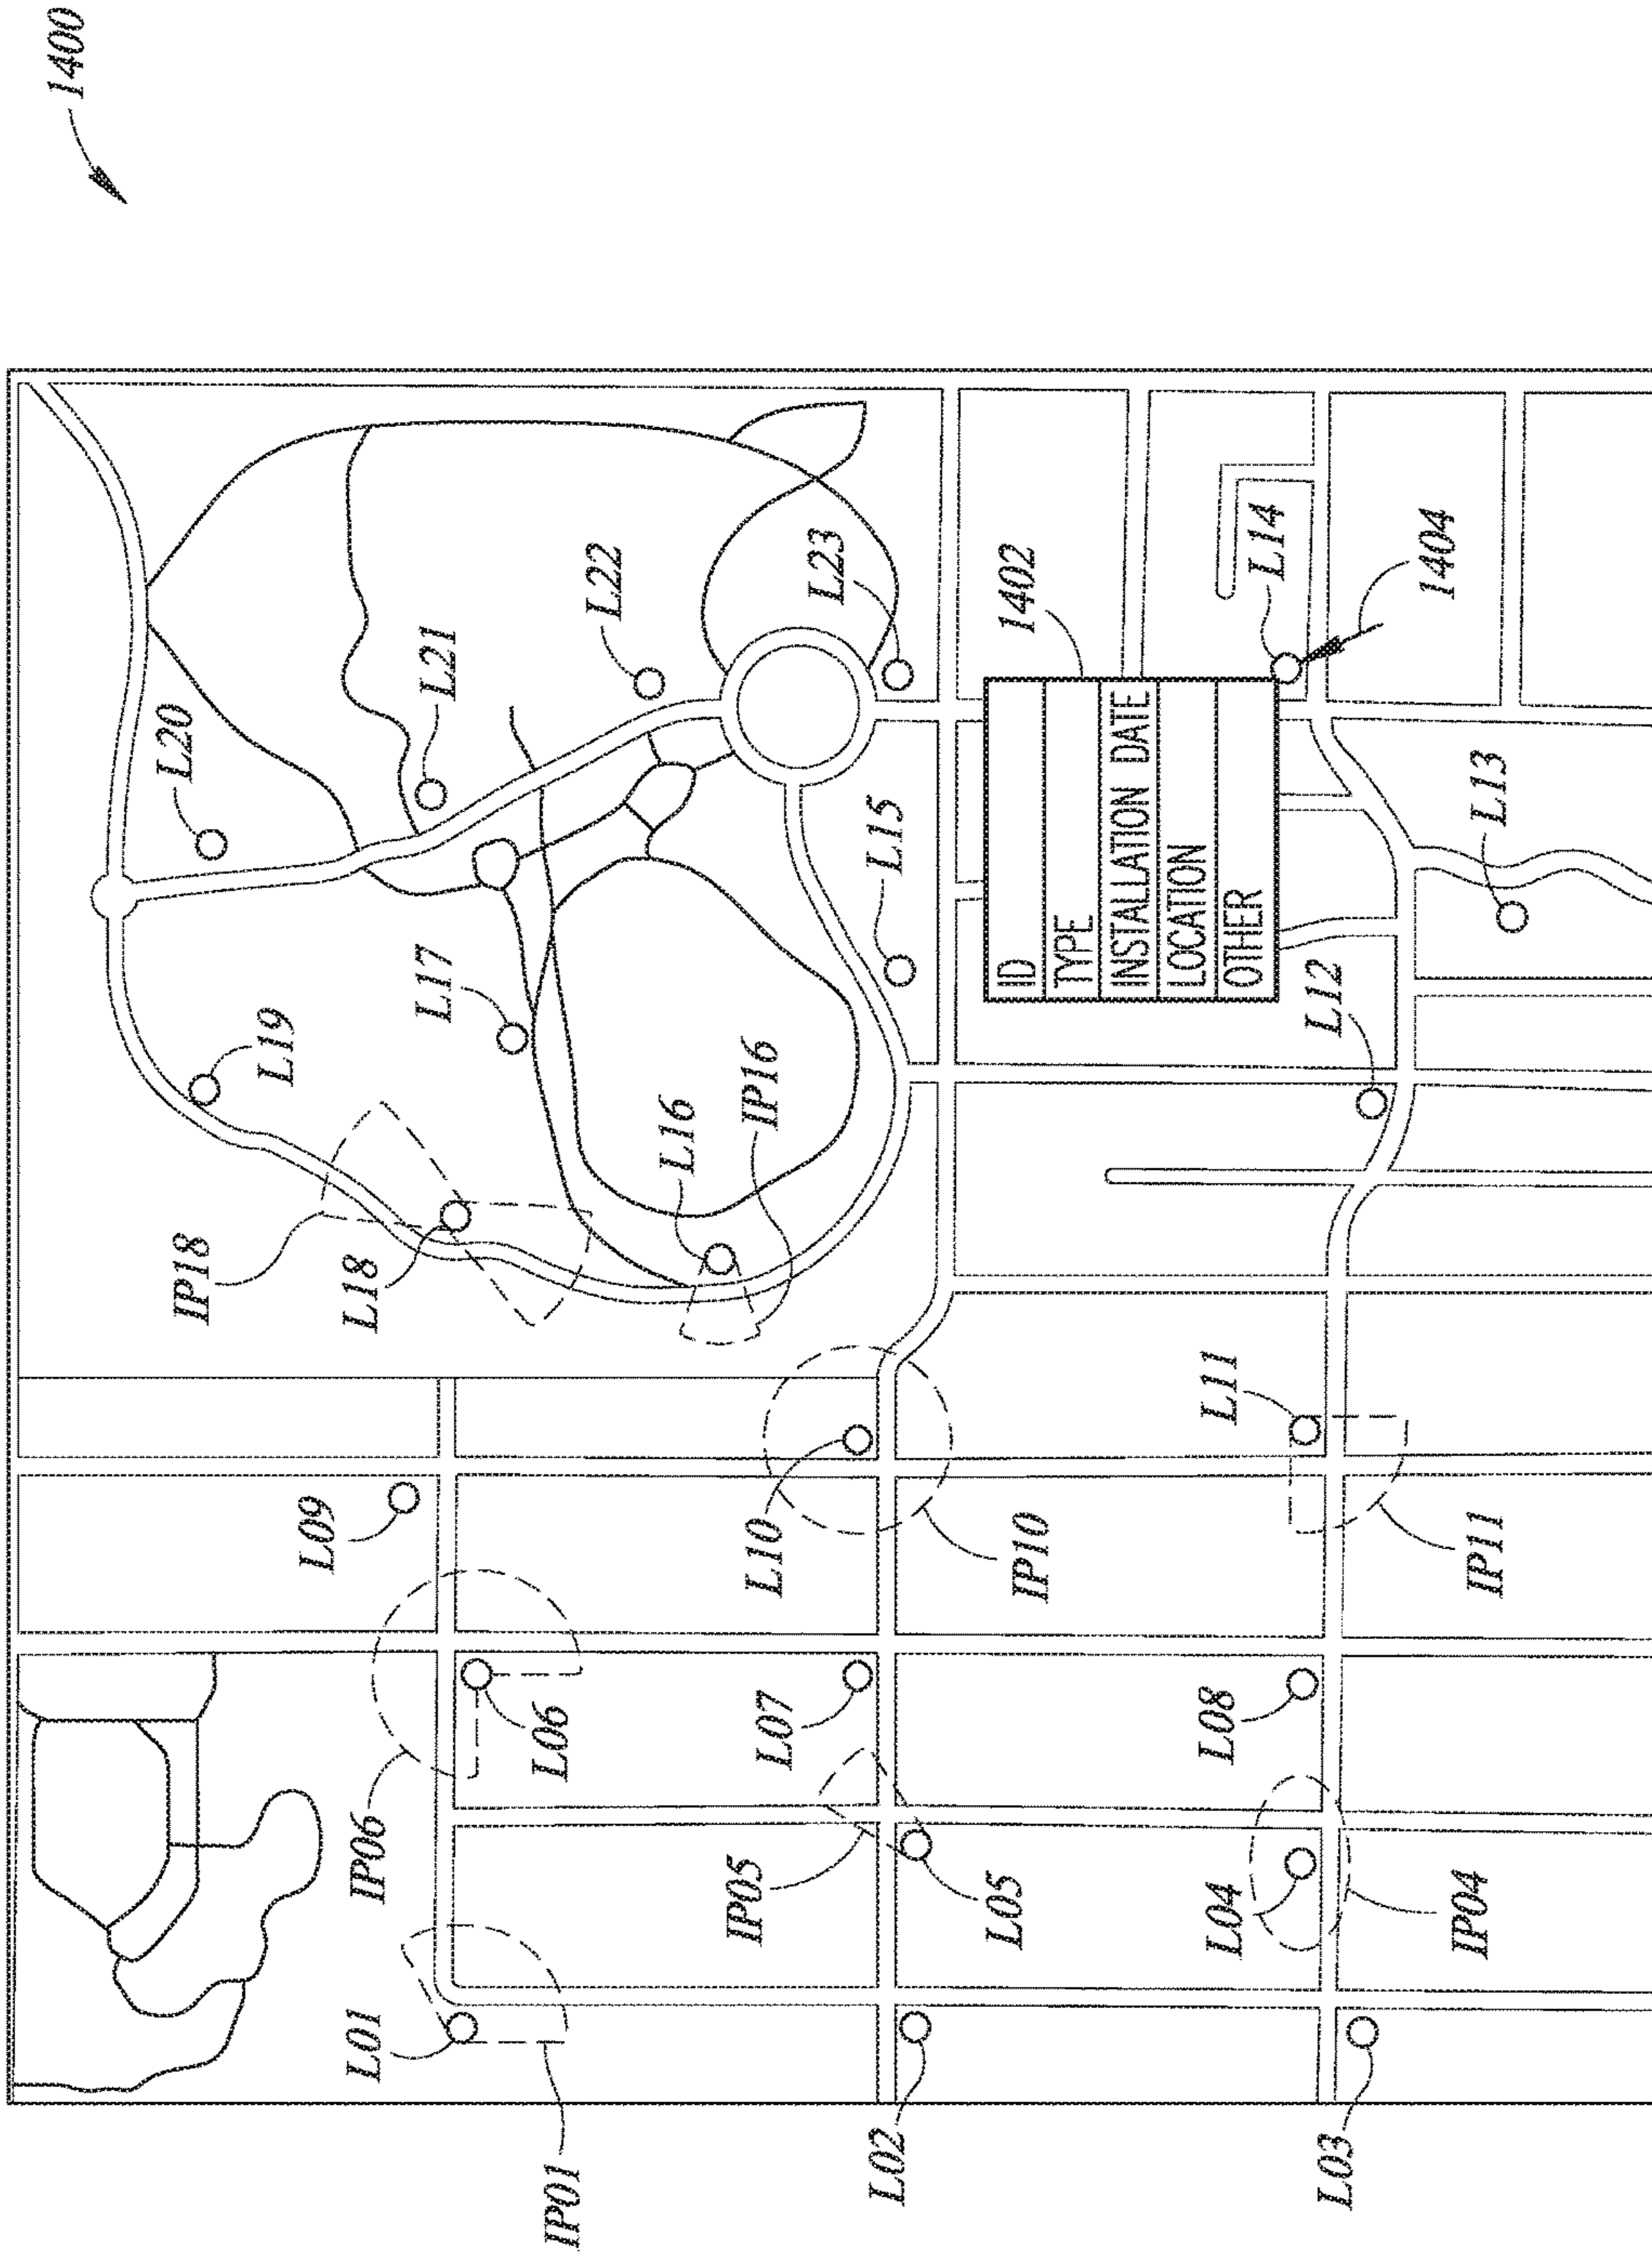 1400
L20
L19
L21
L22
L17
L23
IP18
L18
L16
IP16
L15
1402
ID
TYPE
INSTALLATION DATE
LOCATION
OTHER
L14
1404
L13
L12
L09
L10
IP10
L11
IP11
IP06
L06
L07
L08
IP05
L05
L04
IP04
L01
IP01
L02
L03